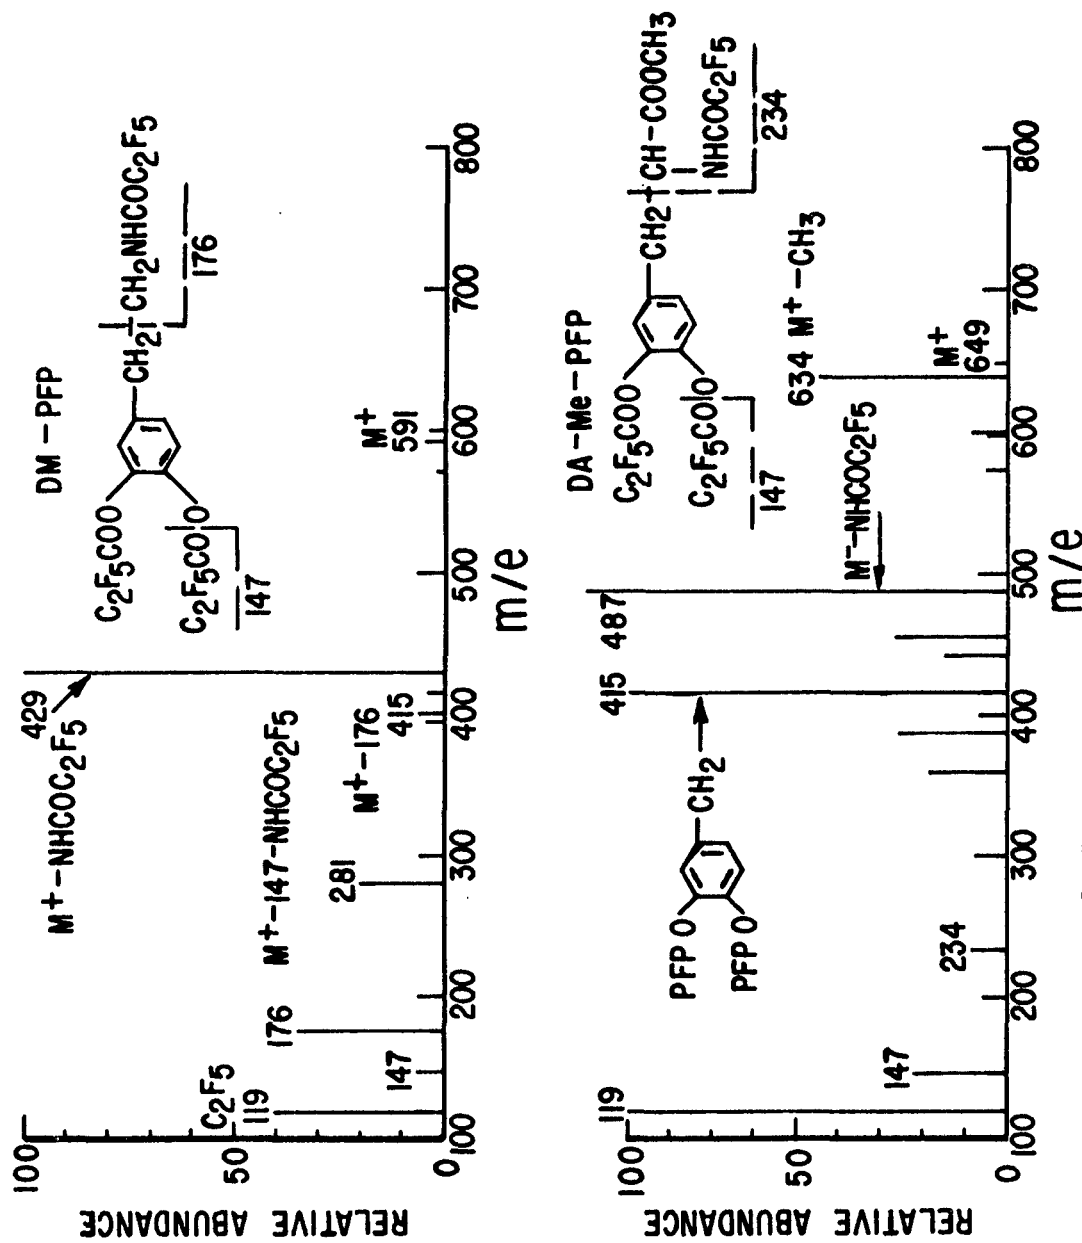 DM-PFP
C2F5COO
C2F5CO O
CH2 CH2NHCOC2F5
176
147
M+-NHCOC2F5
429
M+-147-NHCOC2F5
281
M+-176
415
M+
591
C2F5
119
147
176
100
50
0
RELATIVE ABUNDANCE
100 200 300 400 500 600 700 800
m/e
DA-Me-PFP
C2F5COO
C2F5CO O
CH2 CH-COOCH3
NHCOC2F5
234
147
PFPO
PFPO
CH2
415
487
M--NHCOC2F5
634 M+-CH3
M+
649
119
147
234
100
50
0
RELATIVE ABUNDANCE
100 200 300 400 500 600 700 800
m/e